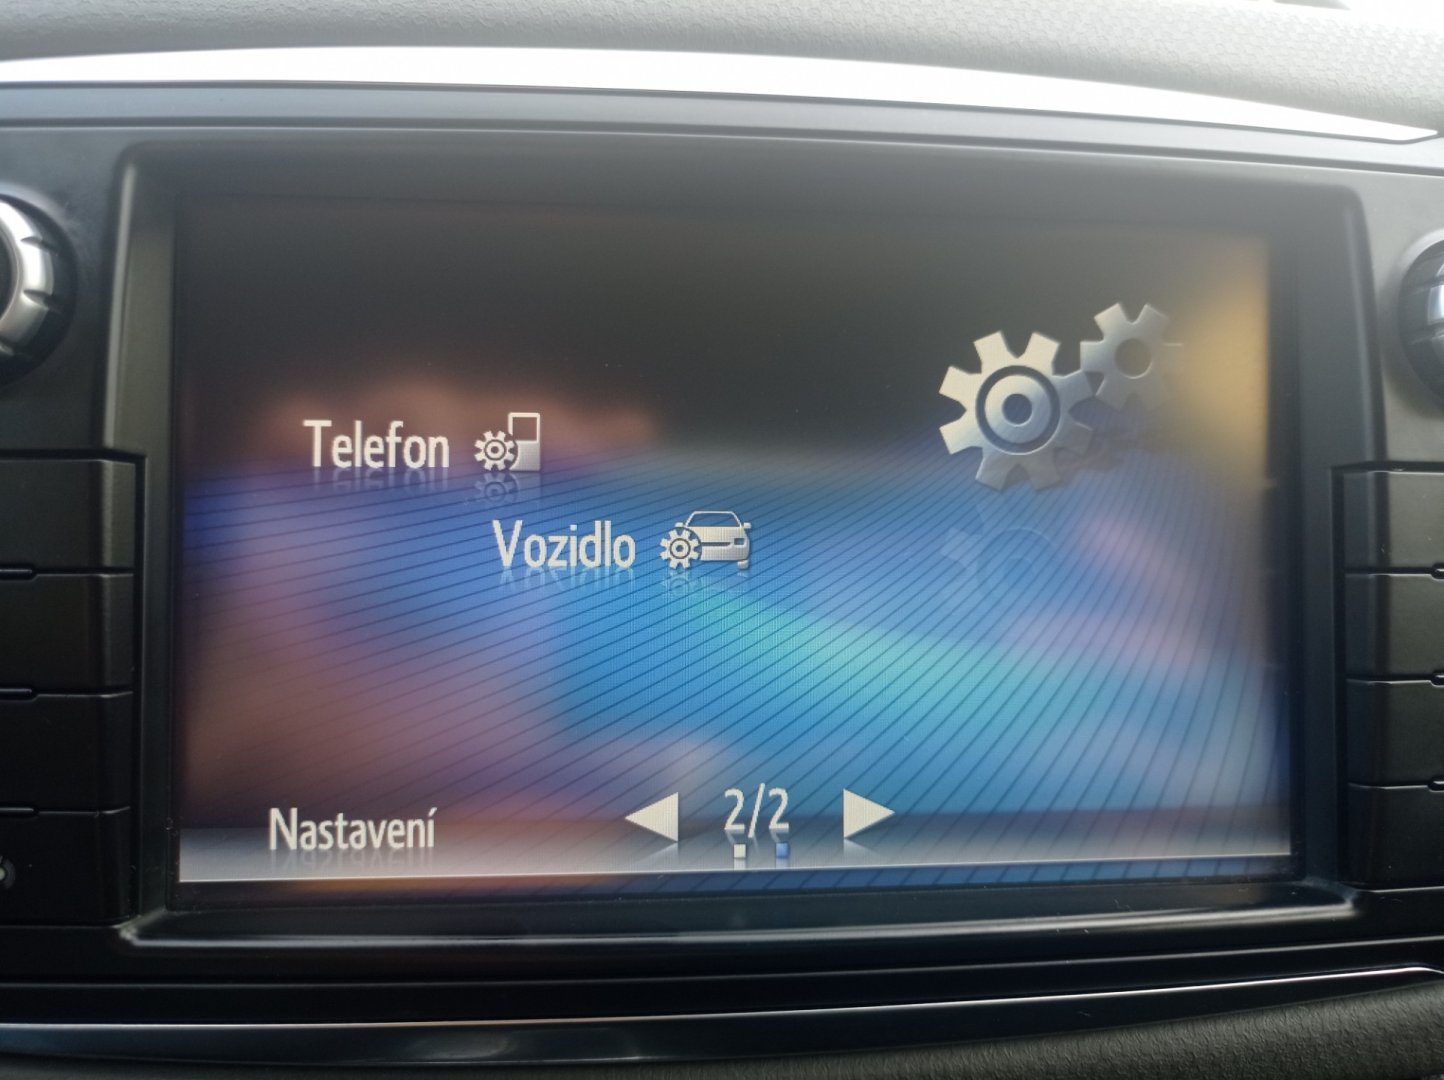 Telefon
Vozidlo
Nastavení
2/2